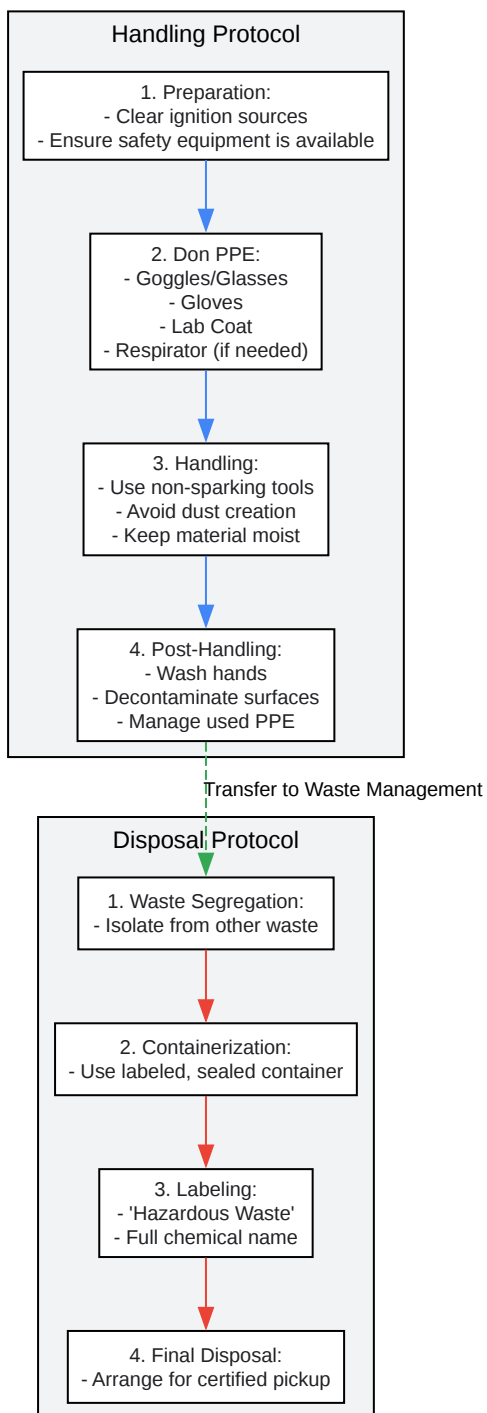 Handling Protocol
1. Preparation:
- Clear ignition sources
- Ensure safety equipment is available
2. Don PPE:
- Goggles/Glasses
- Gloves
- Lab Coat
- Respirator (if needed)
3. Handling:
- Use non-sparking tools
- Avoid dust creation
- Keep material moist
4. Post-Handling:
- Wash hands
- Decontaminate surfaces
- Manage used PPE
Transfer to Waste Management
Disposal Protocol
1. Waste Segregation:
- Isolate from other waste
2. Containerization:
- Use labeled, sealed container
3. Labeling:
- 'Hazardous Waste'
- Full chemical name
4. Final Disposal:
- Arrange for certified pickup